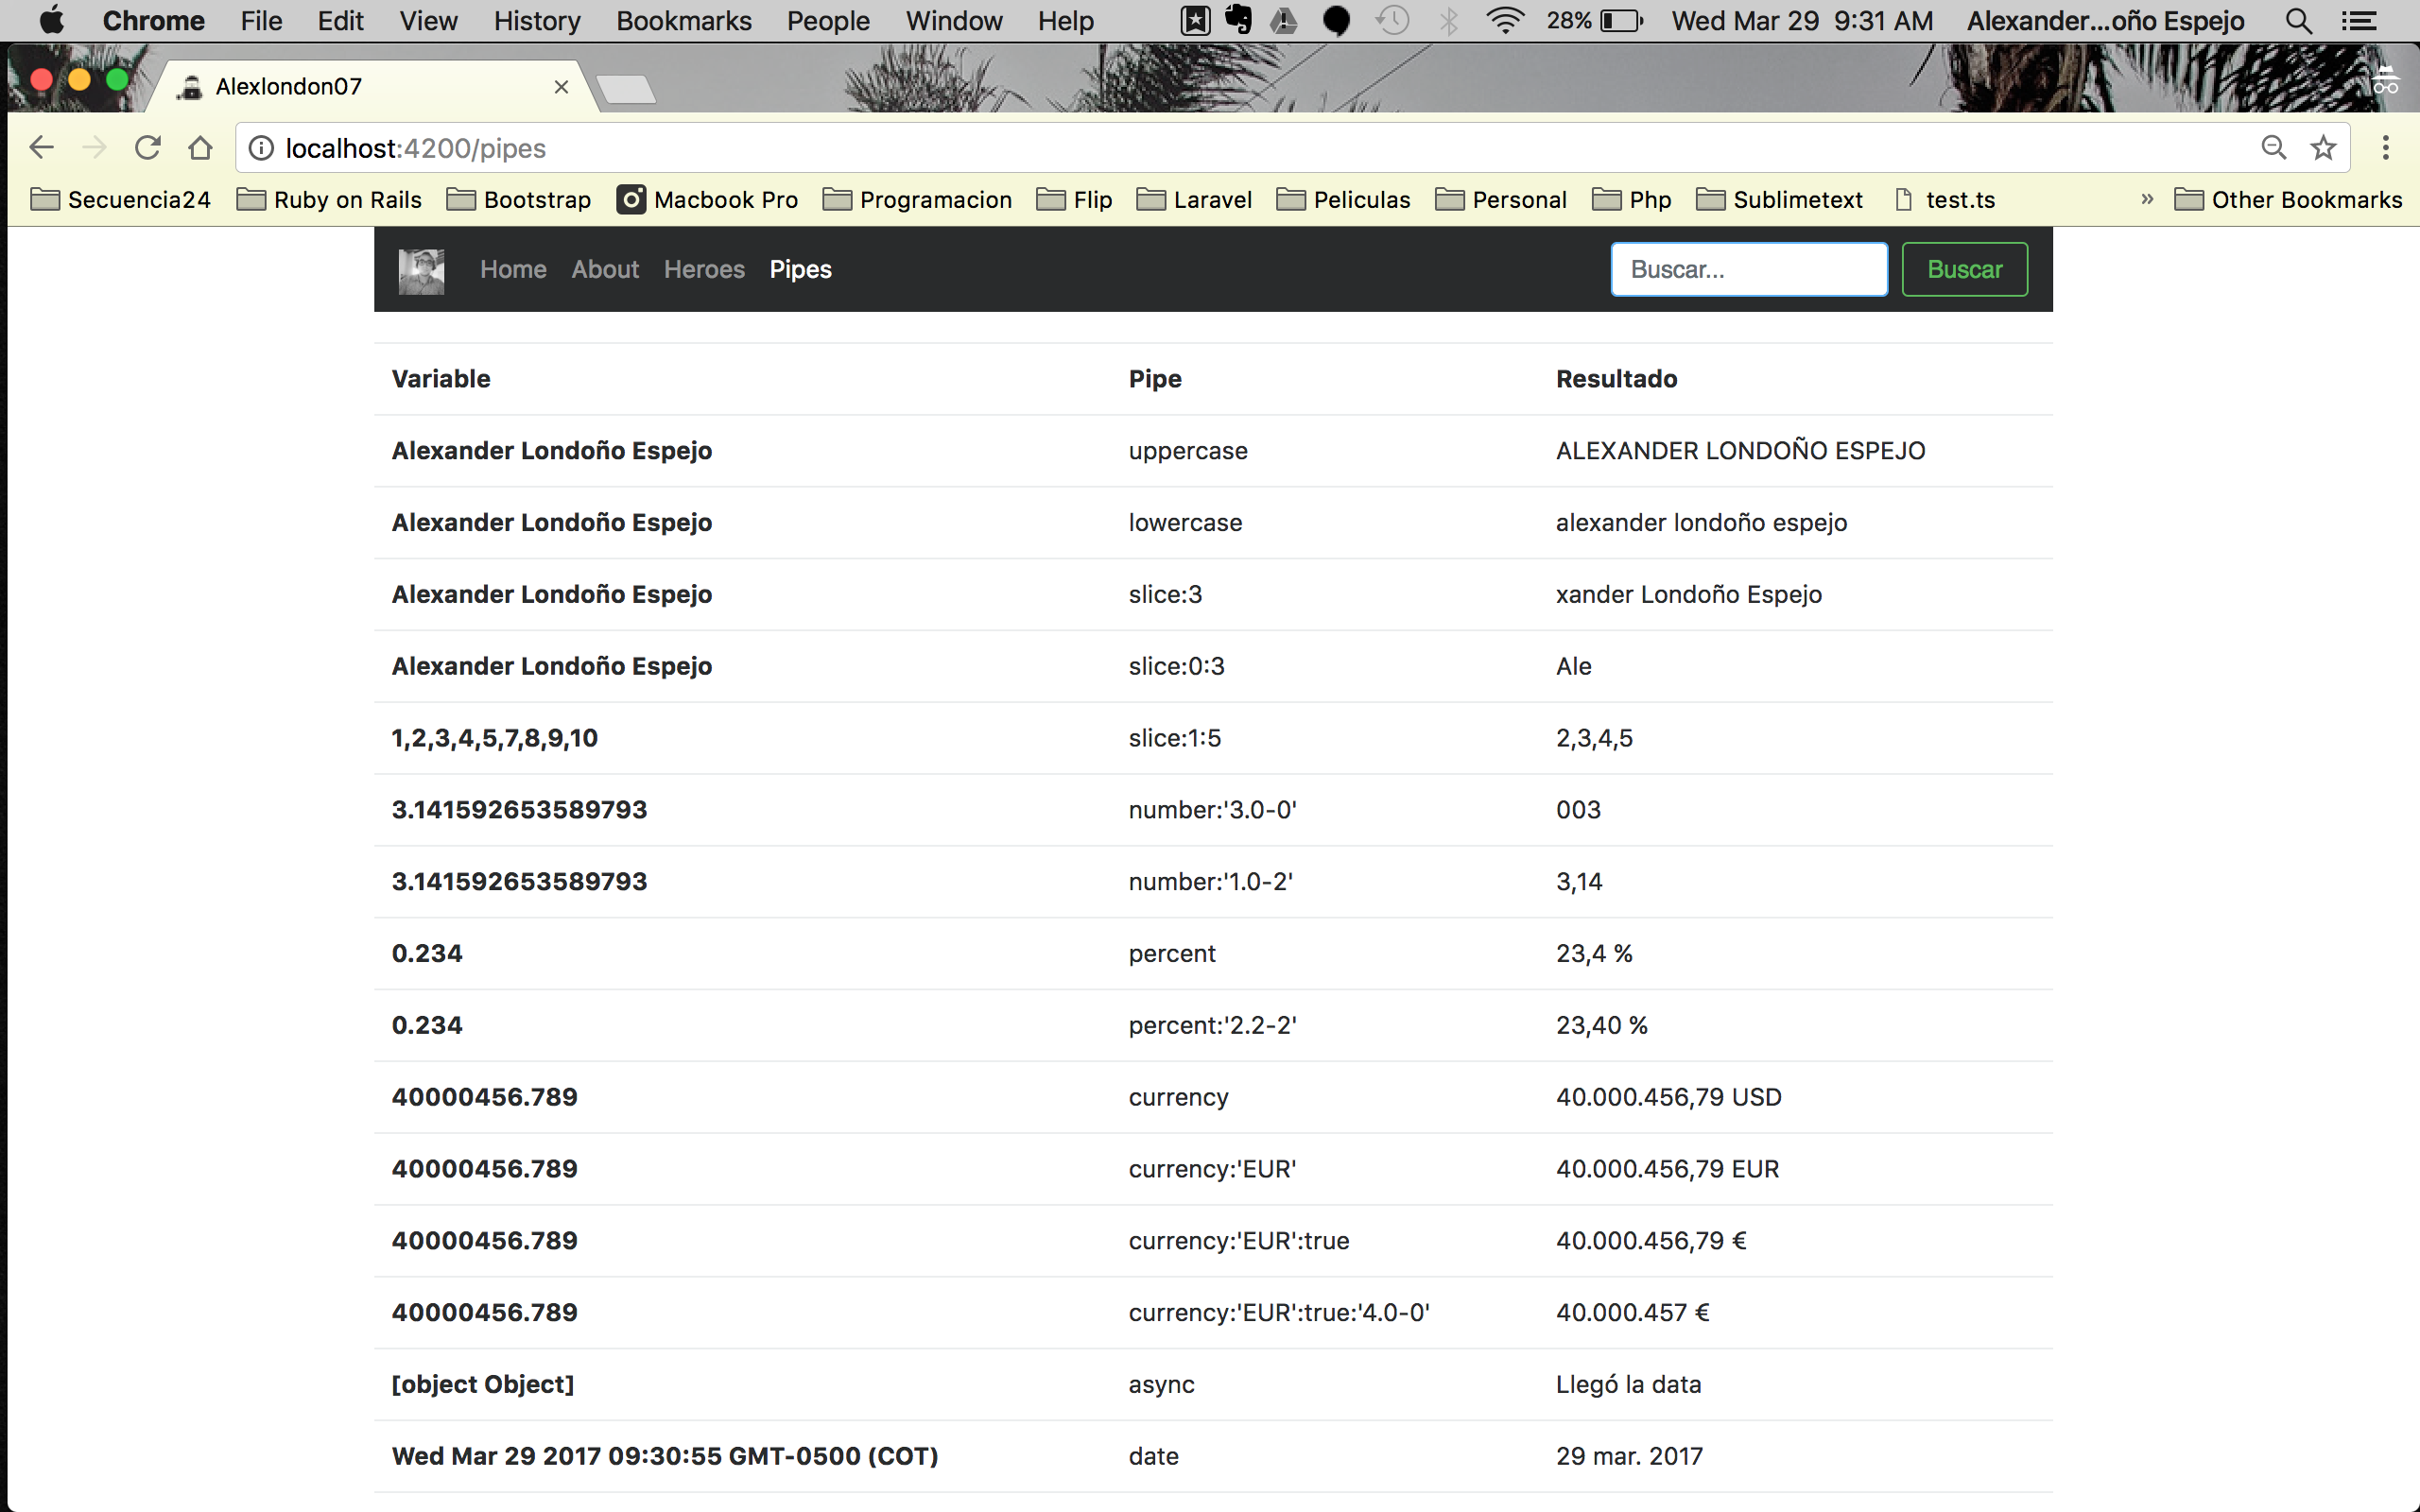 Chrome File Edit View History Bookmarks People Window Help 28% Wed Mar 29 9:31 AM Alexander...oño Espejo
Alexlondon07
localhost:4200/pipes
Secuencia24 Ruby on Rails Bootstrap Macbook Pro Programacion Flip Laravel Peliculas Personal Php Sublimetext test.ts » Other Bookmarks
Home About Heroes Pipes Buscar... Buscar
Variable Pipe Resultado
Alexander Londoño Espejo uppercase ALEXANDER LONDOÑO ESPEJO
Alexander Londoño Espejo lowercase alexander londoño espejo
Alexander Londoño Espejo slice:3 xander Londoño Espejo
Alexander Londoño Espejo slice:0:3 Ale
1,2,3,4,5,7,8,9,10 slice:1:5 2,3,4,5
3.141592653589793 number:'3.0-0' 003
3.141592653589793 number:'1.0-2' 3,14
0.234 percent 23,4 %
0.234 percent:'2.2-2' 23,40 %
40000456.789 currency 40.000.456,79 USD
40000456.789 currency:'EUR' 40.000.456,79 EUR
40000456.789 currency:'EUR':true 40.000.456,79 €
40000456.789 currency:'EUR':true:'4.0-0' 40.000.457 €
[object Object] async Llegó la data
Wed Mar 29 2017 09:30:55 GMT-0500 (COT) date 29 mar. 2017